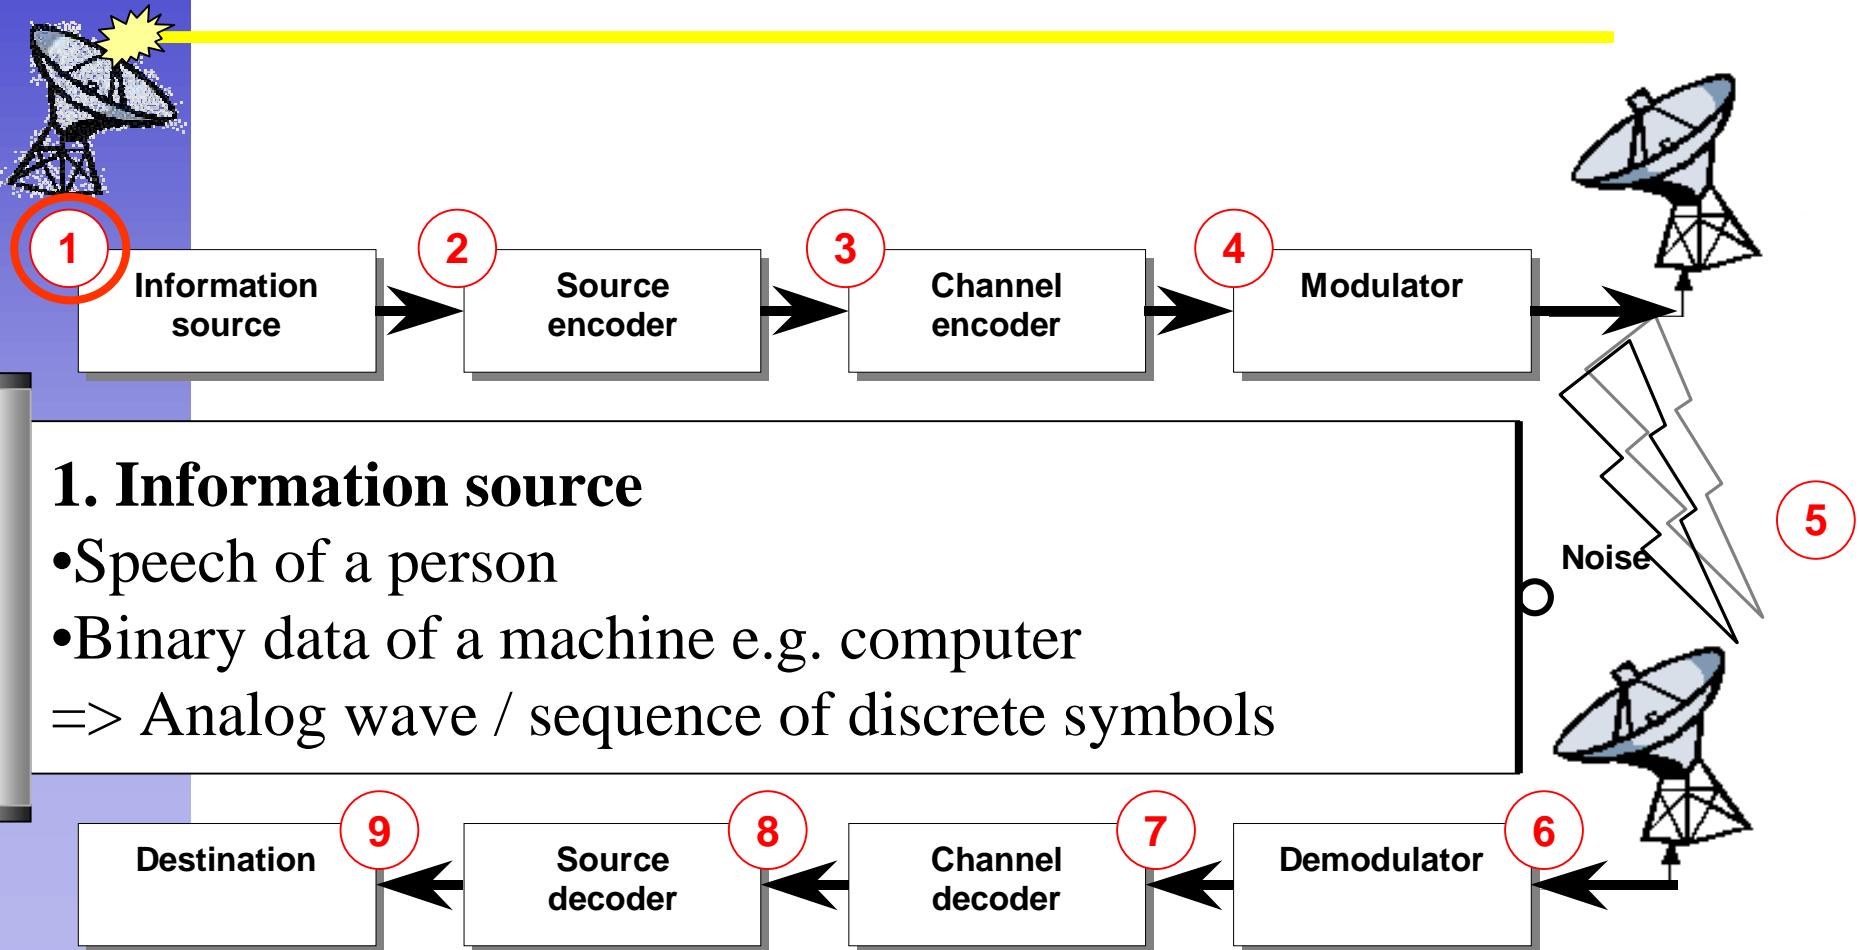 1
Information
source
2
Source
encoder
3
Channel
encoder
4
Modulator
1. Information source
•Speech of a person
•Binary data of a machine e.g. computer
=> Analog wave / sequence of discrete symbols
Noise
5
Destination
9
Source
decoder
8
Channel
decoder
7
Demodulator
6